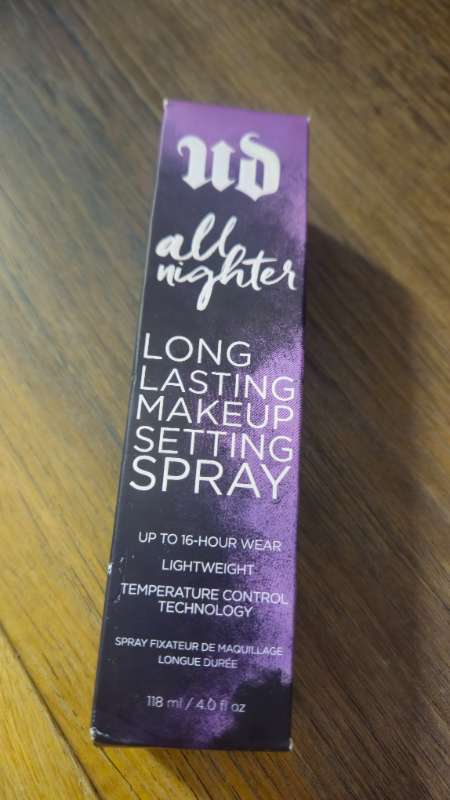 UD
all
nighter
LONG
LASTING
MAKEUP
SETTING
SPRAY
UP TO 16-HOUR WEAR
LIGHTWEIGHT
TEMPERATURE CONTROL
TECHNOLOGY
SPRAY FIXATEUR DE MAQUILLAGE
LONGUE DURÉE
118 ml / 4.0 fl oz